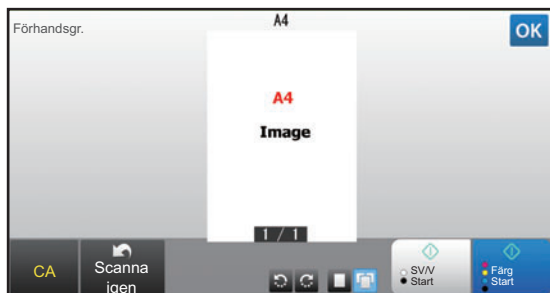 Förhandsgr.
A4
OK
A4
Image
1 / 1
CA
Scanna
igen
SV/V
Start
Färg
Start